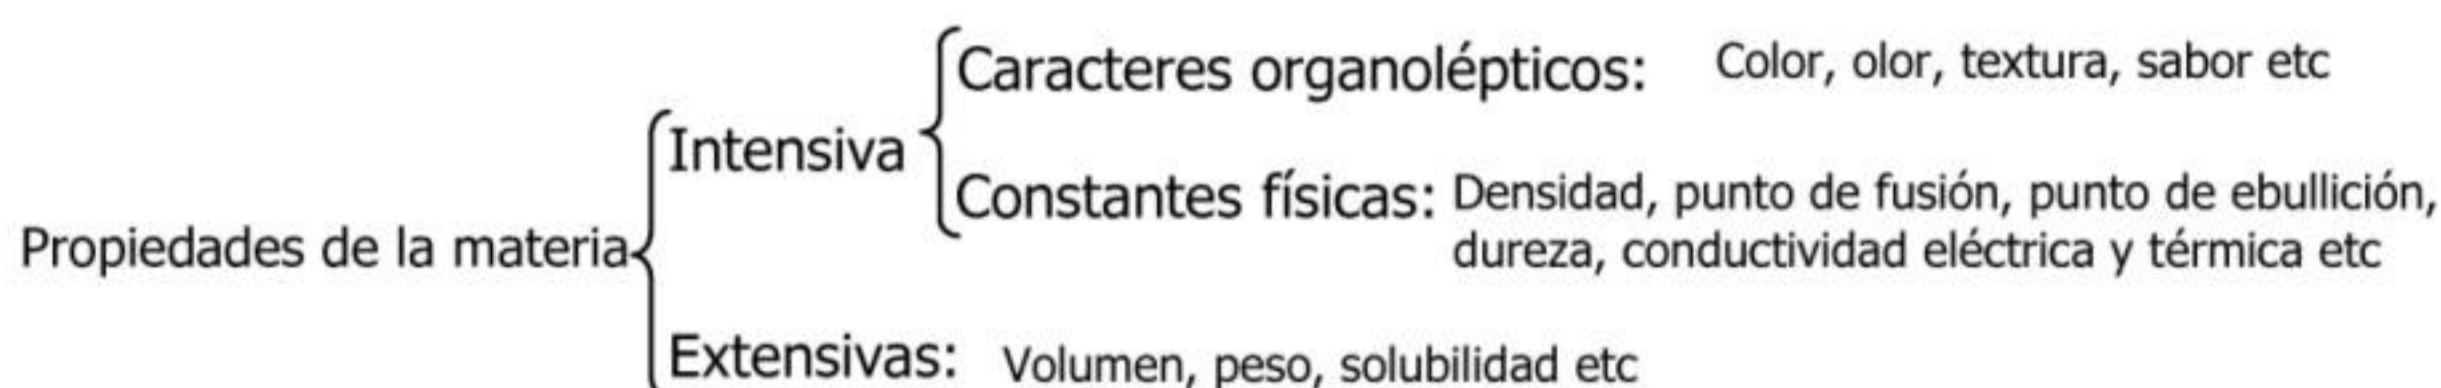 Propiedades de la materia
Intensiva
Caracteres organolépticos: Color, olor, textura, sabor etc
Constantes físicas: Densidad, punto de fusión, punto de ebullición,
dureza, conductividad eléctrica y térmica etc
Extensivas: Volumen, peso, solubilidad etc